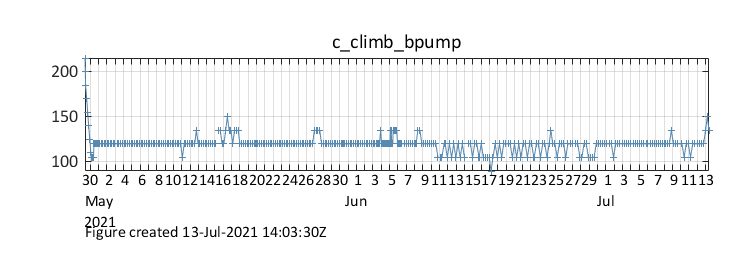 c_climb_bpump
200
150
100
30 2 4 6 8 10 12 14 16 18 20 22 24 26 28 30 1 3 5 7 9 11 13 15 17 19 21 23 25 27 29 1 3 5 7 9 11 13
May Jun Jul
2021
Figure created 13-Jul-2021 14:03:30Z